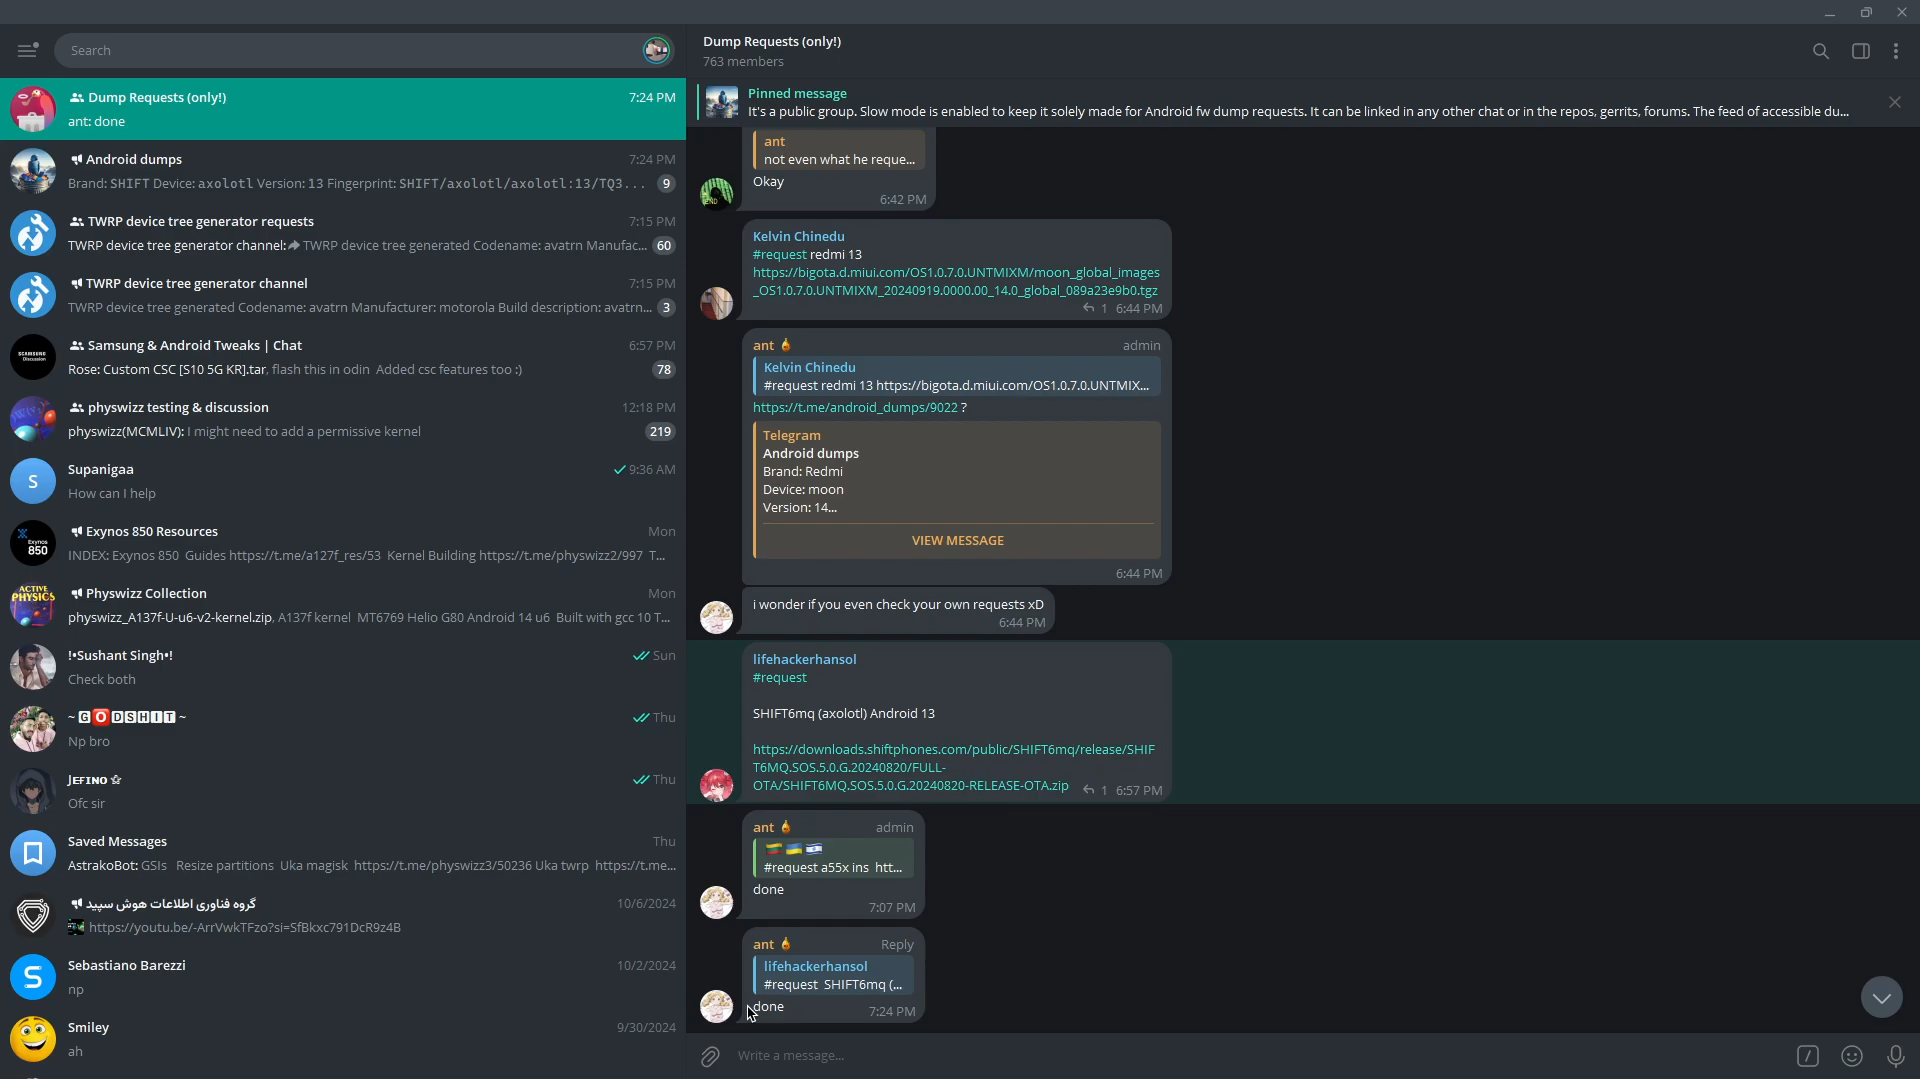 Search
Dump Requests (only!)
7:24 PM
ant: done
Android dumps
7:24 PM
Brand: SHIFT Device: axolotl Version: 13 Fingerprint: SHIFT/axolotl/axolotl:13/TQ3...
9
TWRP device tree generator requests
7:15 PM
TWRP device tree generator channel: TWRP device tree generated Codename: avatrn Manufac...
60
TWRP device tree generator channel
7:15 PM
TWRP device tree generated Codename: avatrn Manufacturer: motorola Build description: avatrn...
3
SCAMSUNG
Discussion
Samsung & Android Tweaks | Chat
6:57 PM
Rose: Custom CSC [S10 5G KR].tar, flash this in odin Added csc features too :)
78
physwizz testing & discussion
12:18 PM
physwizz(MCMLIV): I might need to add a permissive kernel
219
S
Supanigaa
9:36 AM
How can I help
Exynos
850
Exynos 850 Resources
Mon
INDEX: Exynos 850 Guides https://t.me/a127f_res/53 Kernel Building https://t.me/physwizz2/997 T...
ACTIVE
PHYSICS
Physwizz Collection
Mon
physwizz_A137f-U-u6-v2-kernel.zip, A137f kernel MT6769 Helio G80 Android 14 u6 Built with gcc 10 T...
!•Sushant Singh•!
Sun
Check both
~ 🅶🅾🅳🆂🅷🅸🆃 ~
Thu
Np bro
Jᴇꜰɪɴᴏ ✩
Thu
Ofc sir
Saved Messages
Thu
AstrakoBot: GSIs Resize partitions Uka magisk https://t.me/physwizz3/50236 Uka twrp https://t.me...
گروه فناوری اطلاعات هوش سپید
10/6/2024
https://youtu.be/-ArrVwkTFzo?si=SfBkxc791DcR9z4B
S
Sebastiano Barezzi
10/2/2024
np
Smiley
9/30/2024
ah
Dump Requests (only!)
763 members
Pinned message
It's a public group. Slow mode is enabled to keep it solely made for Android fw dump requests. It can be linked in any other chat or in the repos, gerrits, forums. The feed of accessible du...
ant
not even what he reque...
Okay
6:42 PM
Kelvin Chinedu
#request redmi 13
https://bigota.d.miui.com/OS1.0.7.0.UNTMIXM/moon_global_images
_OS1.0.7.0.UNTMIXM_20240919.0000.00_14.0_global_089a23e9b0.tgz
1 6:44 PM
ant
admin
Kelvin Chinedu
#request redmi 13 https://bigota.d.miui.com/OS1.0.7.0.UNTMIX...
https://t.me/android_dumps/9022 ?
Telegram
Android dumps
Brand: Redmi
Device: moon
Version: 14...
VIEW MESSAGE
6:44 PM
i wonder if you even check your own requests xD
6:44 PM
lifehackerhansol
#request
SHIFT6mq (axolotl) Android 13
https://downloads.shiftphones.com/public/SHIFT6mq/release/SHIF
T6MQ.SOS.5.0.G.20240820/FULL-
OTA/SHIFT6MQ.SOS.5.0.G.20240820-RELEASE-OTA.zip
1 6:57 PM
ant
admin
🇱🇹🇺🇦🇮🇱
#request a55x ins htt...
done
7:07 PM
ant
Reply
lifehackerhansol
#request SHIFT6mq (...
done
7:24 PM
Write a message...